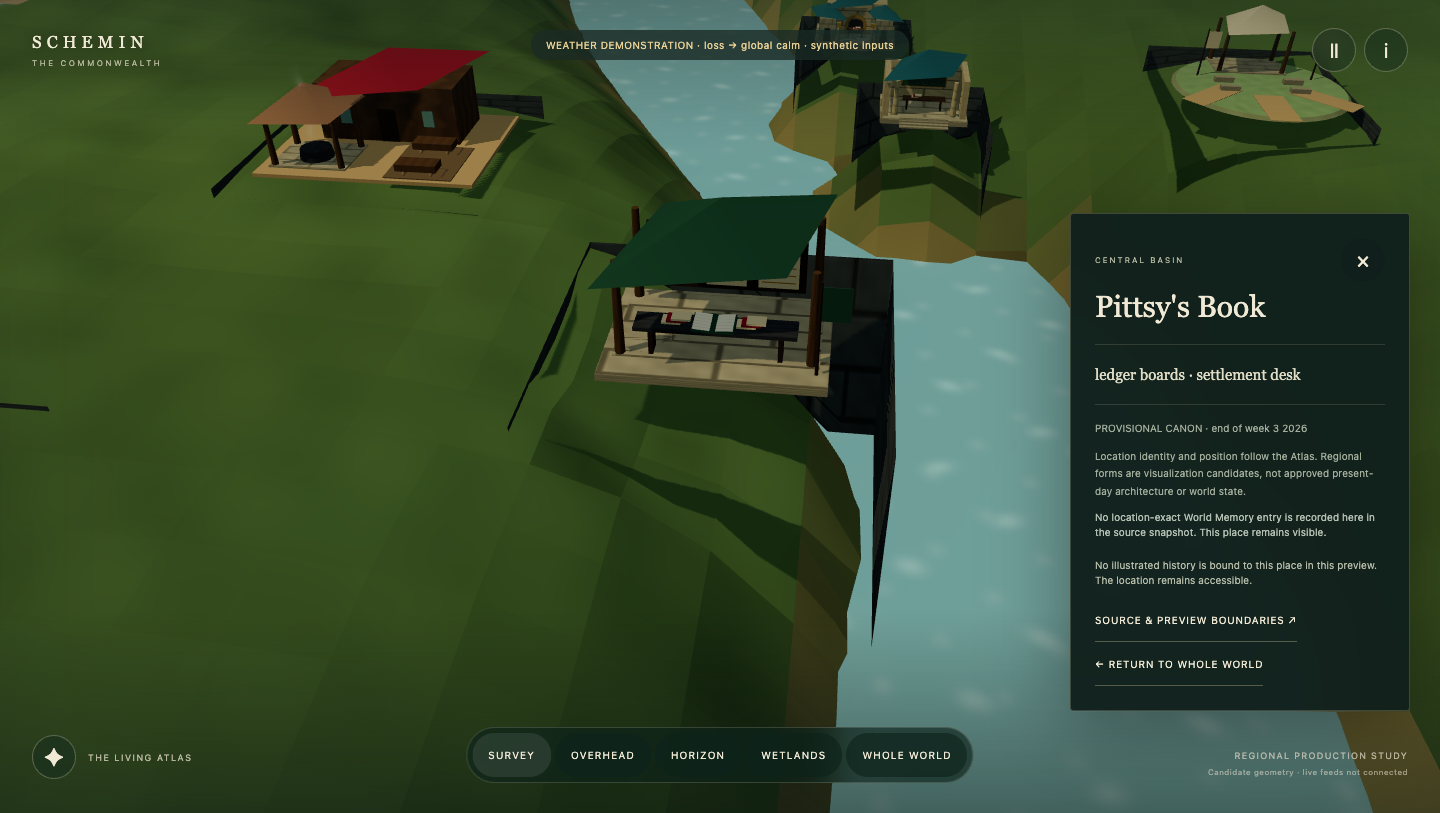 SCHEMIN
THE COMMONWEALTH
WEATHER DEMONSTRATION · loss → global calm · synthetic inputs
i
CENTRAL BASIN
×
Pittsy's Book
ledger boards · settlement desk
PROVISIONAL CANON · end of week 3 2026
Location identity and position follow the Atlas. Regional
forms are visualization candidates, not approved present-
day architecture or world state.
No location-exact World Memory entry is recorded here in
the source snapshot. This place remains visible.
No illustrated history is bound to this place in this preview.
The location remains accessible.
SOURCE & PREVIEW BOUNDARIES ↗
← RETURN TO WHOLE WORLD
THE LIVING ATLAS
SURVEY OVERHEAD HORIZON WETLANDS WHOLE WORLD
REGIONAL PRODUCTION STUDY
Candidate geometry · live feeds not connected